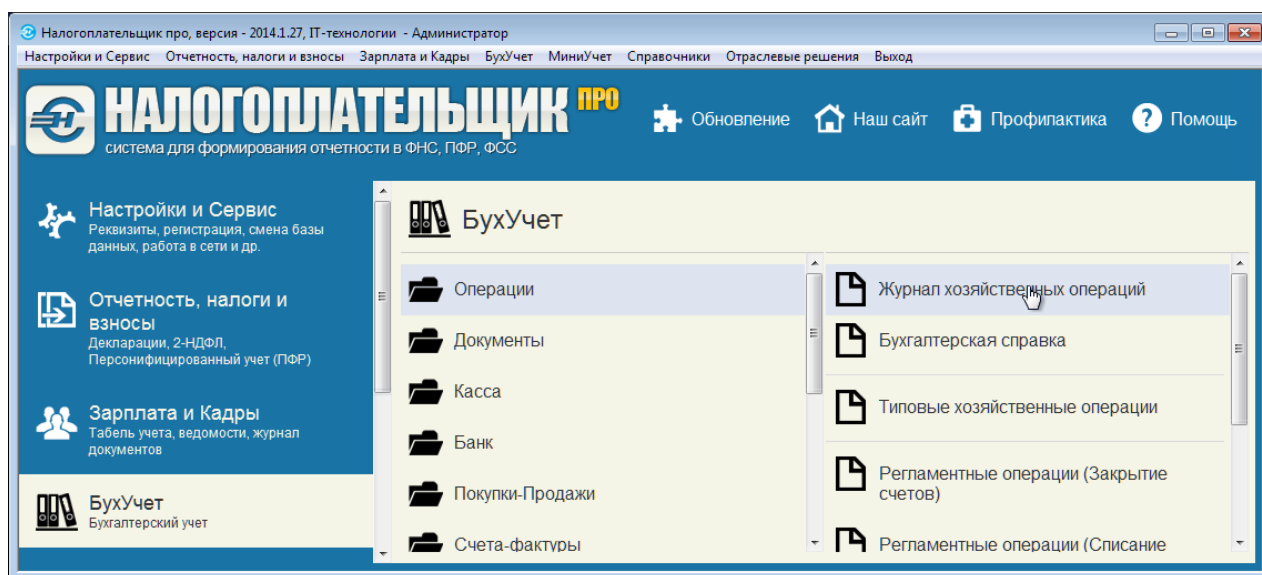 Налогоплательщик про, версия - 2014.1.27, IT-технологии - Администратор
Настройки и Сервис Отчетность, налоги и взносы Зарплата и Кадры БухУчет МиниУчет Справочники Отраслевые решения Выход
НАЛОГОПЛАТЕЛЬЩИК ПРО
система для формирования отчетности в ФНС, ПФР, ФСС
Обновление Наш сайт Профилактика Помощь
Настройки и Сервис
Реквизиты, регистрация, смена базы
данных, работа в сети и др.
Отчетность, налоги и
взносы
Декларации, 2-НДФЛ,
Персонифицированный учет (ПФР)
Зарплата и Кадры
Табель учета, ведомости, журнал
документов
БухУчет
Бухгалтерский учет
БухУчет
Операции
Документы
Касса
Банк
Покупки-Продажи
Счета-фактуры
Журнал хозяйственных операций
Бухгалтерская справка
Типовые хозяйственные операции
Регламентные операции (Закрытие
счетов)
Регламентные операции (Списание